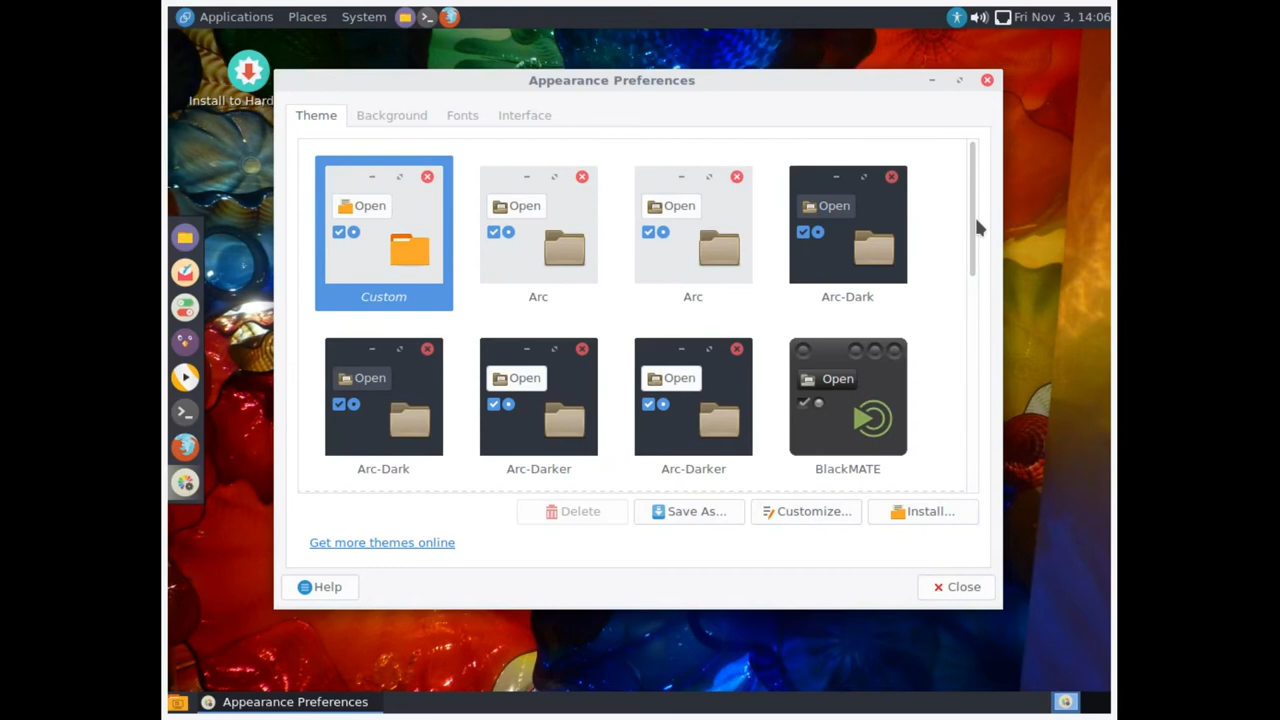 Applications Places System Fri Nov 3, 14:06
Install to Hard
Appearance Preferences
Theme Background Fonts Interface
Open Open Open Open
Custom Arc Arc Arc-Dark
Open Open Open Open
Arc-Dark Arc-Darker Arc-Darker BlackMATE
Delete Save As... Customize... Install...
Get more themes online
Help Close
Appearance Preferences